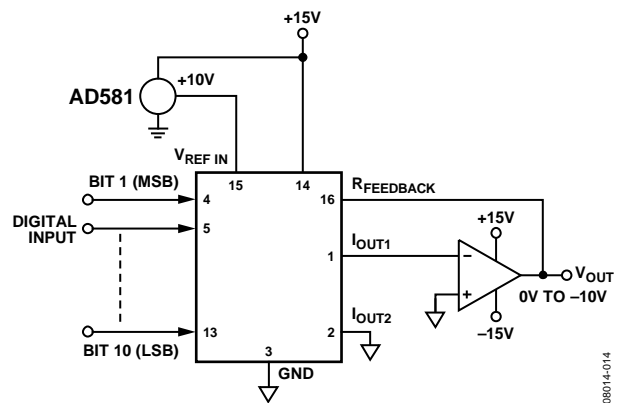 +15V
+10V
AD581
VREF IN
15
14
BIT 1 (MSB)
4
16
RFEEDBACK
DIGITAL
INPUT
5
+15V
1
IOUT1
−
+
VOUT
0V TO –10V
–15V
BIT 10 (LSB)
13
2
IOUT2
3
GND
08014-014